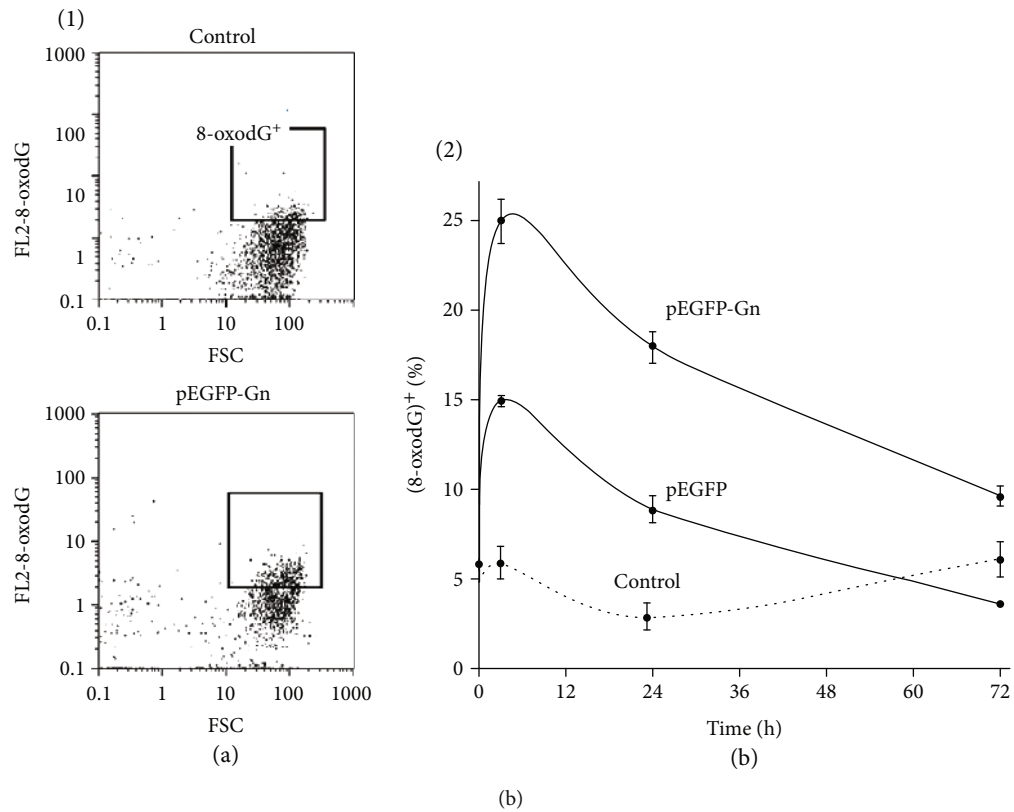 (1)
Control
1000
100
10
1
0.1
FL2-8-oxodG
8-oxodG⁺
0.1 1 10 100 1000
FSC
pEGFP-Gn
1000
100
10
1
0.1
FL2-8-oxodG
0.1 1 10 100 1000
FSC
(a)
(2)
25
20
15
10
5
0
(8-oxodG)⁺ (%)
pEGFP-Gn
pEGFP
Control
0 12 24 36 48 60 72
Time (h)
(b)
(b)